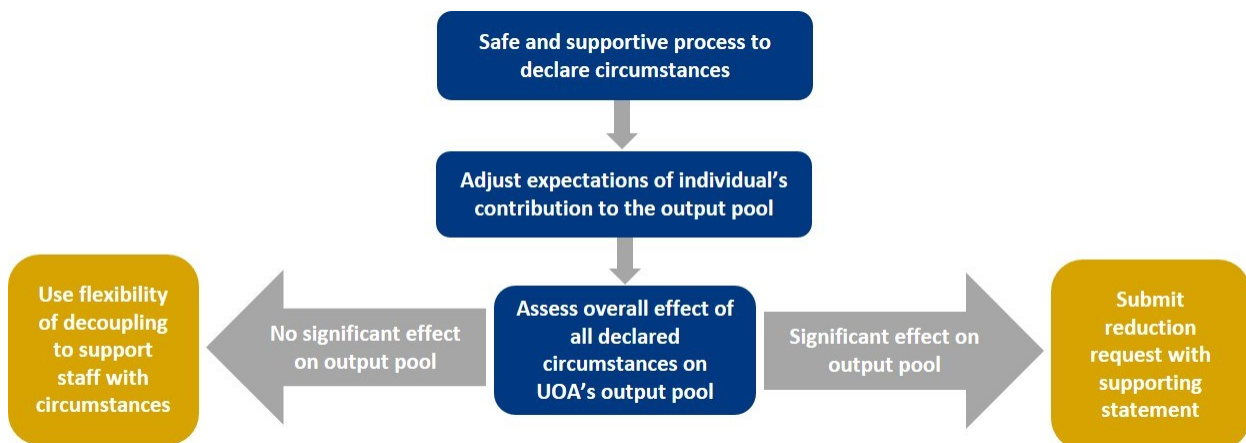 Safe and supportive process to
declare circumstances
Adjust expectations of individual’s
contribution to the output pool
Use flexibility
of decoupling
to support
staff with
circumstances
No significant effect
on output pool
Assess overall effect of
all declared
circumstances on
UOA’s output pool
Significant effect on
output pool
Submit
reduction
request with
supporting
statement